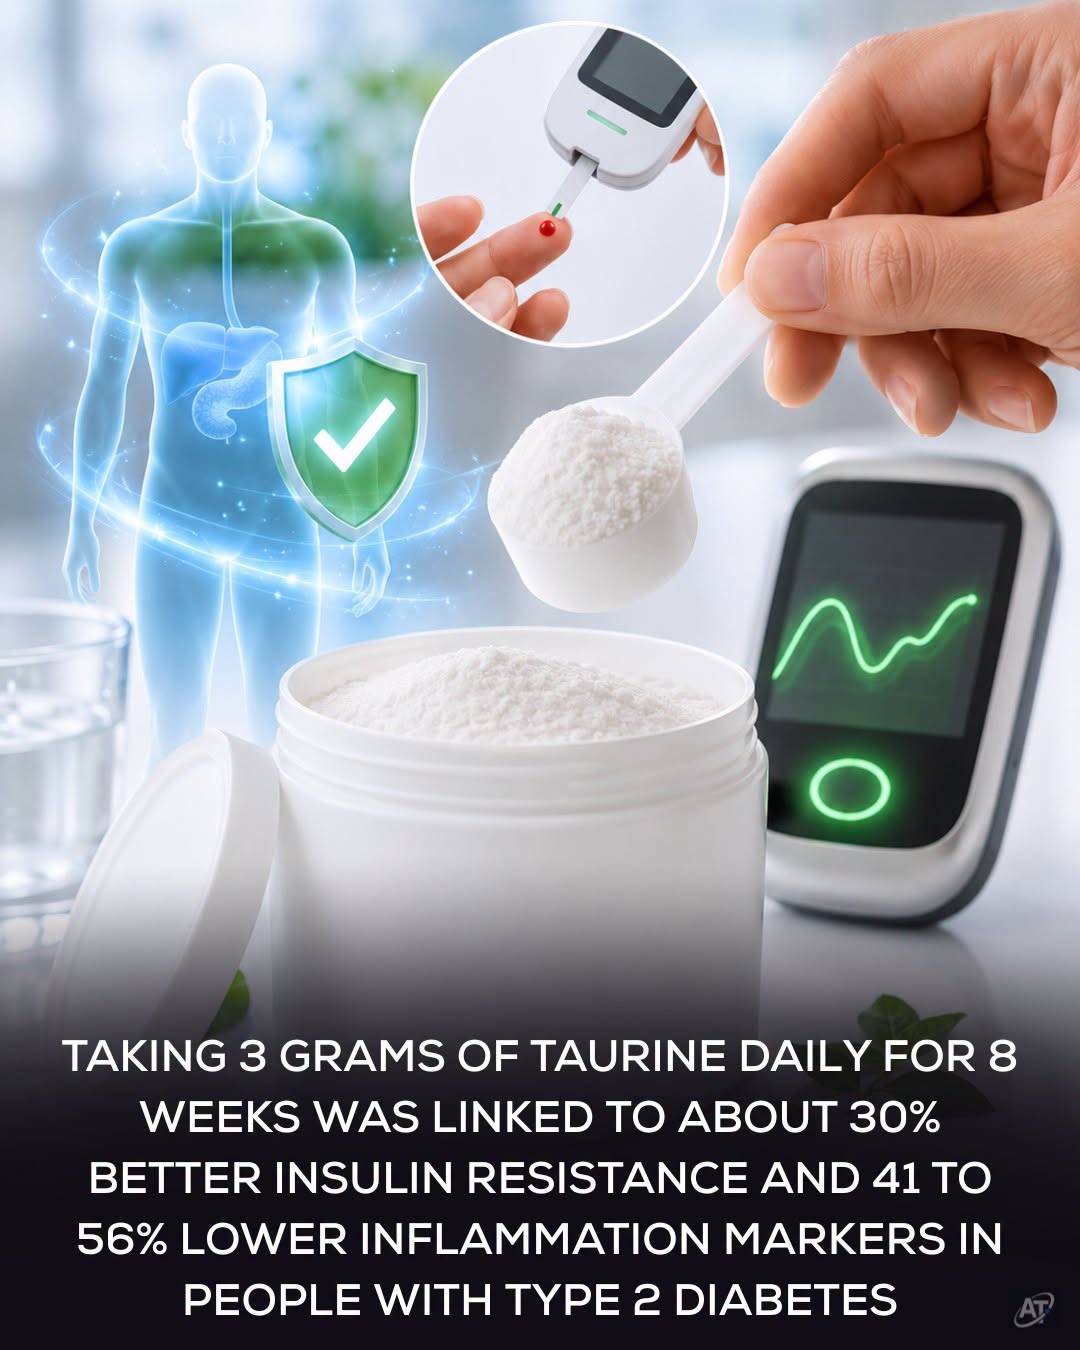 TAKING 3 GRAMS OF TAURINE DAILY FOR 8
WEEKS WAS LINKED TO ABOUT 30%
BETTER INSULIN RESISTANCE AND 41 TO
56% LOWER INFLAMMATION MARKERS IN
PEOPLE WITH TYPE 2 DIABETES
AT